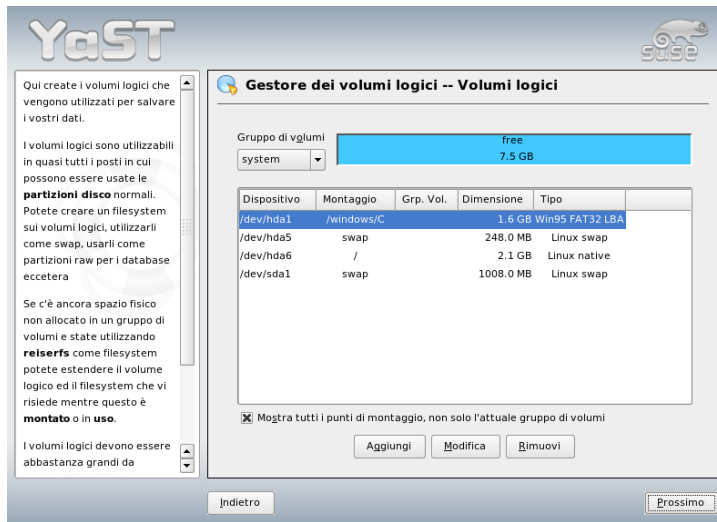 YaST
SUSE
Qui create i volumi logici che
vengono utilizzati per salvare
i vostri dati.
I volumi logici sono utilizzabili
in quasi tutti i posti in cui
possono essere usate le
partizioni disco normali.
Potete creare un filesystem
sui volumi logici, utilizzarli
come swap, usarli come
partizioni raw per i database
eccetera
Se c'è ancora spazio fisico
non allocato in un gruppo di
volumi e state utilizzando
reiserfs come filesystem
potete estendere il volume
logico ed il filesystem che vi
risiede mentre questo è
montato o in uso.
I volumi logici devono essere
abbastanza grandi da
Gestore dei volumi logici -- Volumi logici
Gruppo di volumi
system
free
7.5 GB
Dispositivo Montaggio Grp. Vol. Dimensione Tipo
/dev/hda1 /windows/C 1.6 GB Win95 FAT32 LBA
/dev/hda5 swap 248.0 MB Linux swap
/dev/hda6 / 2.1 GB Linux native
/dev/sda1 swap 1008.0 MB Linux swap
Mostra tutti i punti di montaggio, non solo l'attuale gruppo di volumi
Aggiungi Modifica Rimuovi
Indietro Prossimo